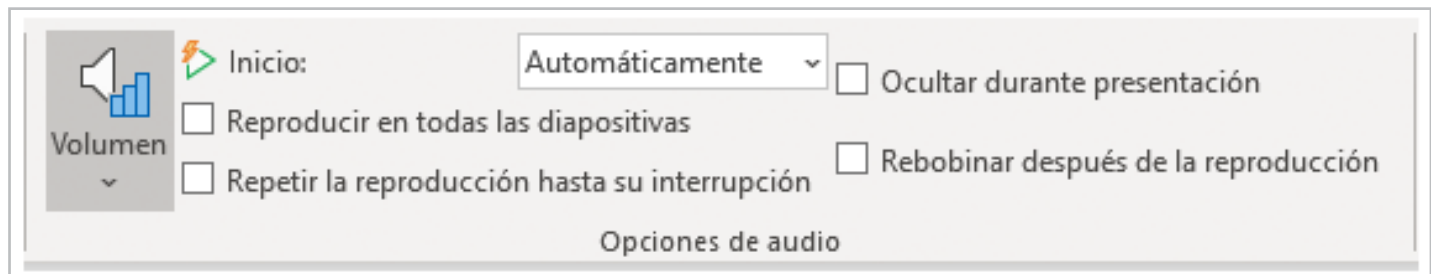 Volumen
Inicio:
Automáticamente
Reproducir en todas las diapositivas
Repetir la reproducción hasta su interrupción
Ocultar durante presentación
Rebobinar después de la reproducción
Opciones de audio